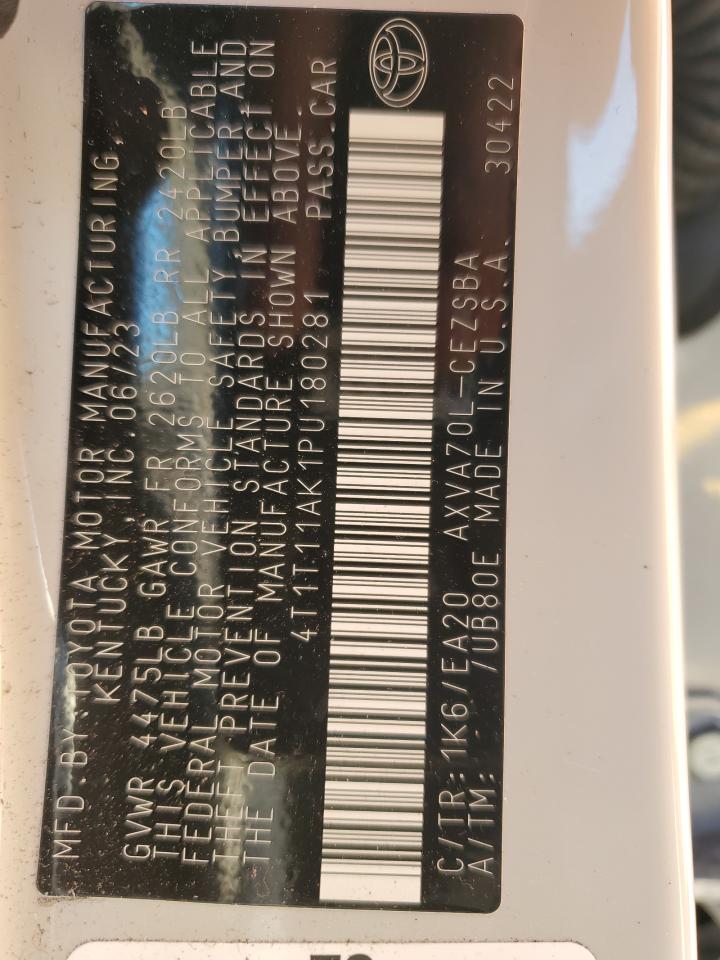 MFD. BY: TOYOTA MOTOR MANUFACTURING,
KENTUCKY, INC. 06/23
GVWR 4475LB GAWR FR 2620LB RR 2420LB
THIS VEHICLE CONFORMS TO ALL APPLICABLE
FEDERAL MOTOR VEHICLE SAFETY, BUMPER AND
THEFT PREVENTION STANDARDS IN EFFECT ON
THE DATE OF MANUFACTURE SHOWN ABOVE.
4T1T11AK1PU180281 PASS.CAR
C/TR: 1K6/EA20 AXVA70L-CEZSBA 30422
A/TM: /UB80E MADE IN U.S.A.